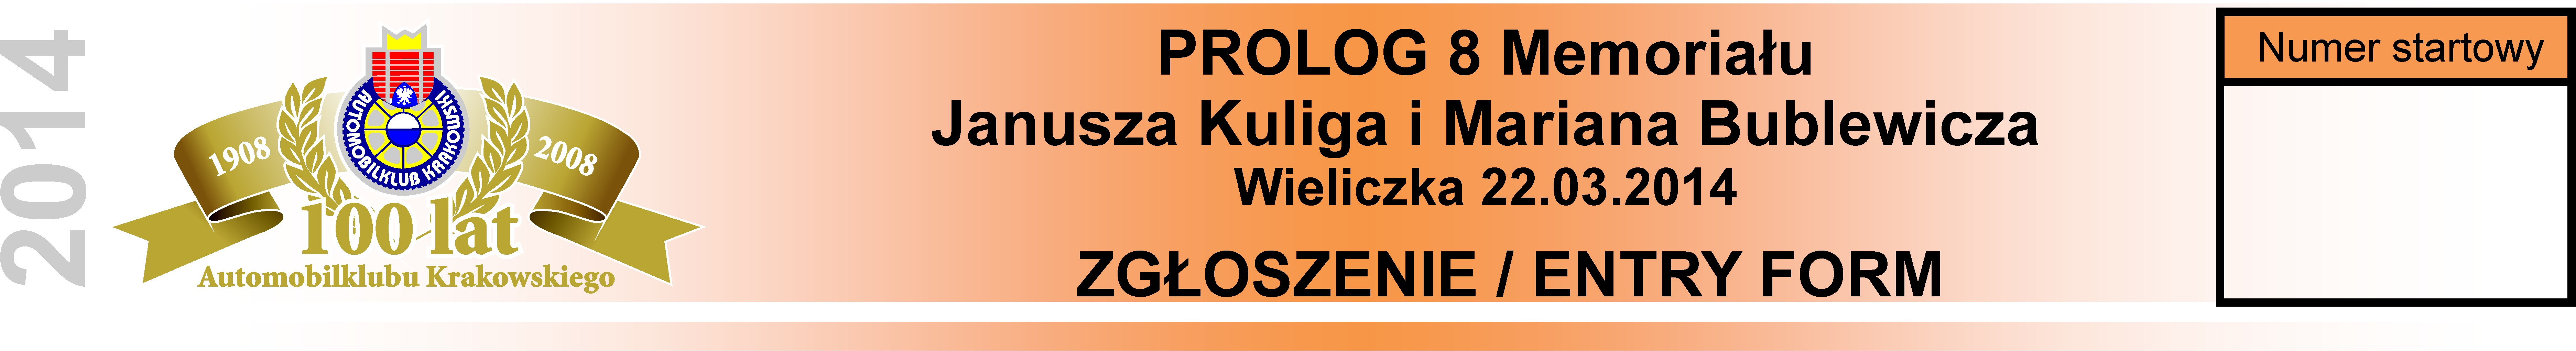 2014
1908
2008
AUTOMOBILKLUB KRAKOWSKI
100 lat
Automobilklubu Krakowskiego
PROLOG 8 Memoriału
Janusza Kuliga i Mariana Bublewicza
Wieliczka 22.03.2014
ZGŁOSZENIE / ENTRY FORM
Numer startowy